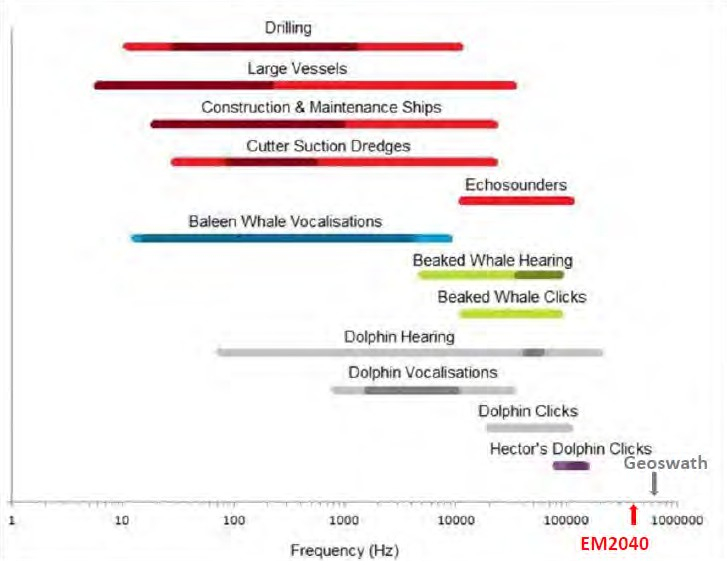 Drilling
Large Vessels
Construction & Maintenance Ships
Cutter Suction Dredges
Echosounders
Baleen Whale Vocalisations
Beaked Whale Hearing
Beaked Whale Clicks
Dolphin Hearing
Dolphin Vocalisations
Dolphin Clicks
Hector's Dolphin Clicks
Geoswath
1 10 100 1000 10000 100000 1000000
EM2040
Frequency (Hz)